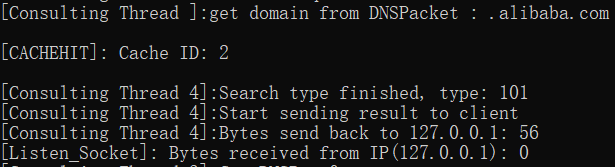 [Consulting Thread ]:get domain from DNSPacket : .alibaba.com
[CACHEHIT]: Cache ID: 2
[Consulting Thread 4]:Search type finished, type: 101
[Consulting Thread 4]:Start sending result to client
[Consulting Thread 4]:Bytes send back to 127.0.0.1: 56
[Listen_Socket]: Bytes received from IP(127.0.0.1): 0